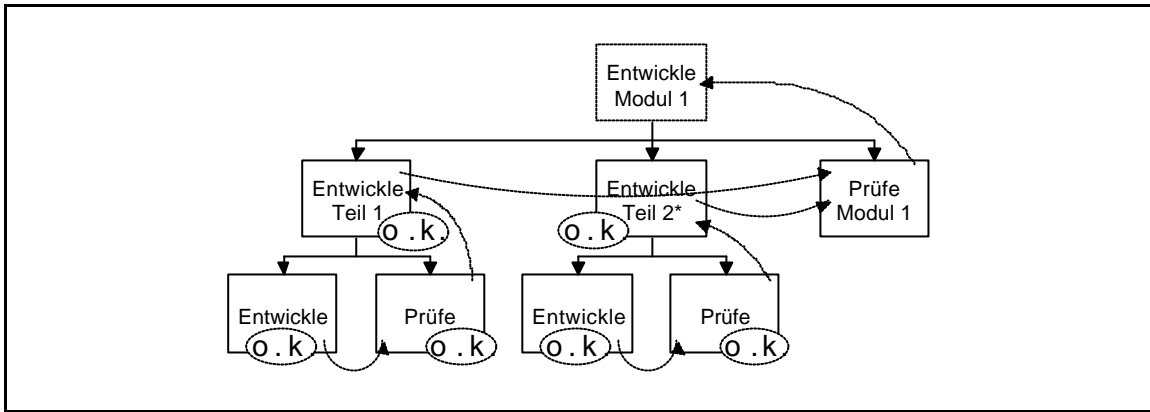 Entwickle
Modul 1
Entwickle
Teil 1
o.k.
Entwickle
Teil 2*
o.k
Prüfe
Modul 1
Entwickle
o.k
Prüfe
o.k
Entwickle
o.k
Prüfe
o.k